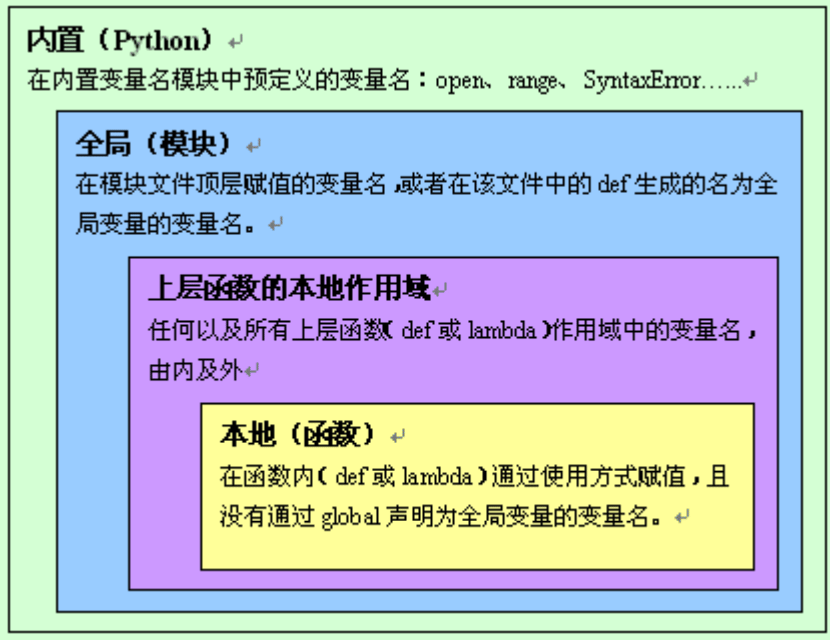 内置（Python）
在内置变量名模块中预定义的变量名：open、range、SyntaxError……
全局（模块）
在模块文件顶层赋值的变量名，或者在该文件中的 def 生成的名为全
局变量的变量名。
上层函数的本地作用域
任何以及所有上层函数（def 或 lambda）作用域中的变量名，
由内及外
本地（函数）
在函数内（def 或 lambda）通过使用方式赋值，且
没有通过 global 声明为全局变量的变量名。